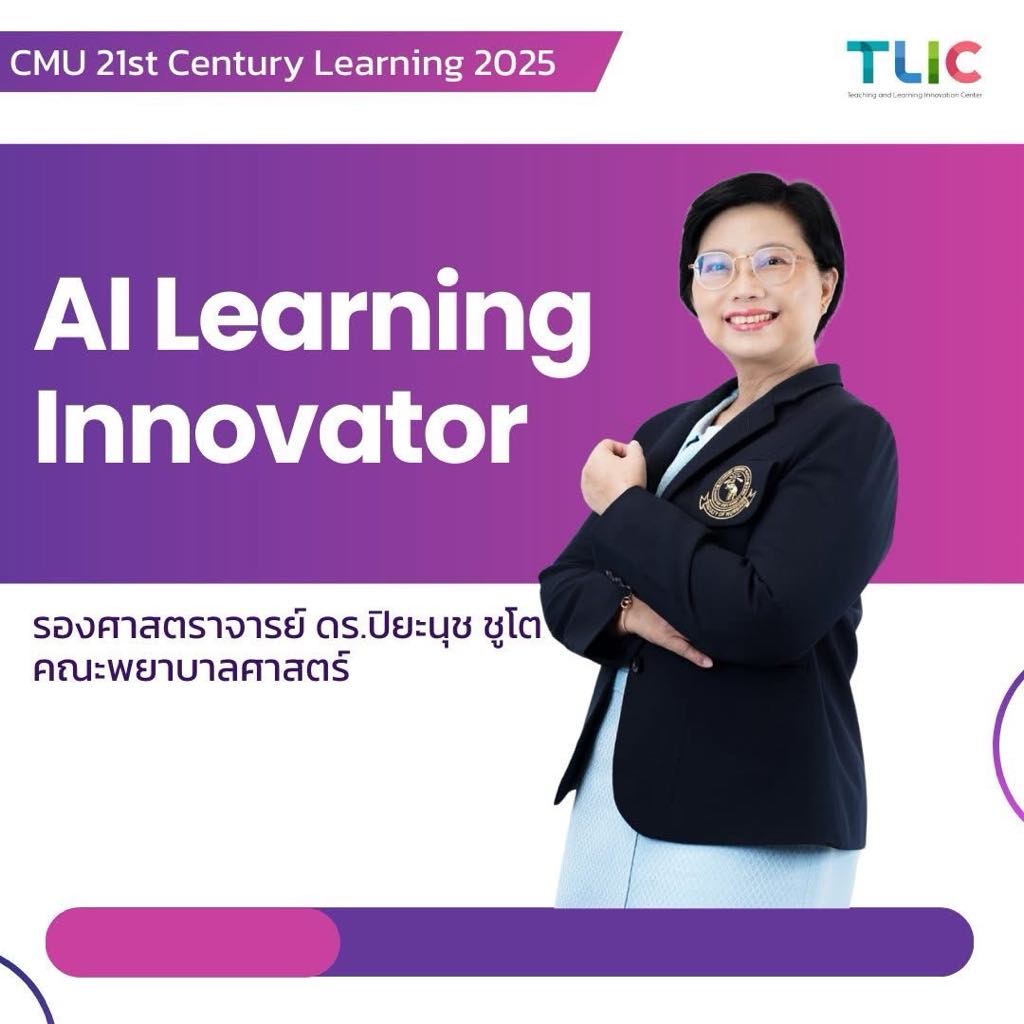 CMU 21st Century Learning 2025
TLIC
Teaching and Learning Innovation Center
AI Learning
Innovator
รองศาสตราจารย์ ดร.ปิยะนุช ชูโต
คณะพยาบาลศาสตร์